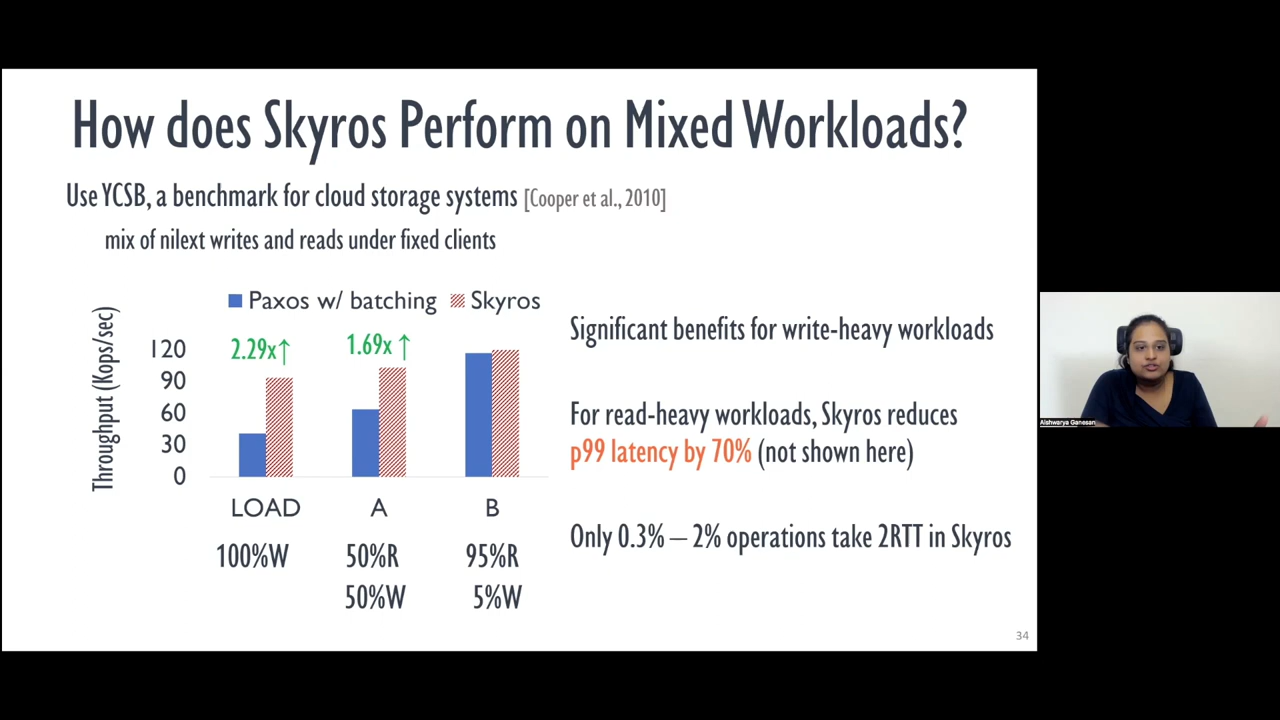 How does Skyros Perform on Mixed Workloads?
Use YCSB, a benchmark for cloud storage systems [Cooper et al., 2010]
mix of nilext writes and reads under fixed clients
Paxos w/ batching Skyros
Throughput (Kops/sec)
120
90
60
30
0
2.29x↑
1.69x ↑
LOAD A B
100%W 50%R 95%R
50%W 5%W
Significant benefits for write-heavy workloads
For read-heavy workloads, Skyros reduces
p99 latency by 70% (not shown here)
Only 0.3% – 2% operations take 2RTT in Skyros
34
Aishwarya Ganesan